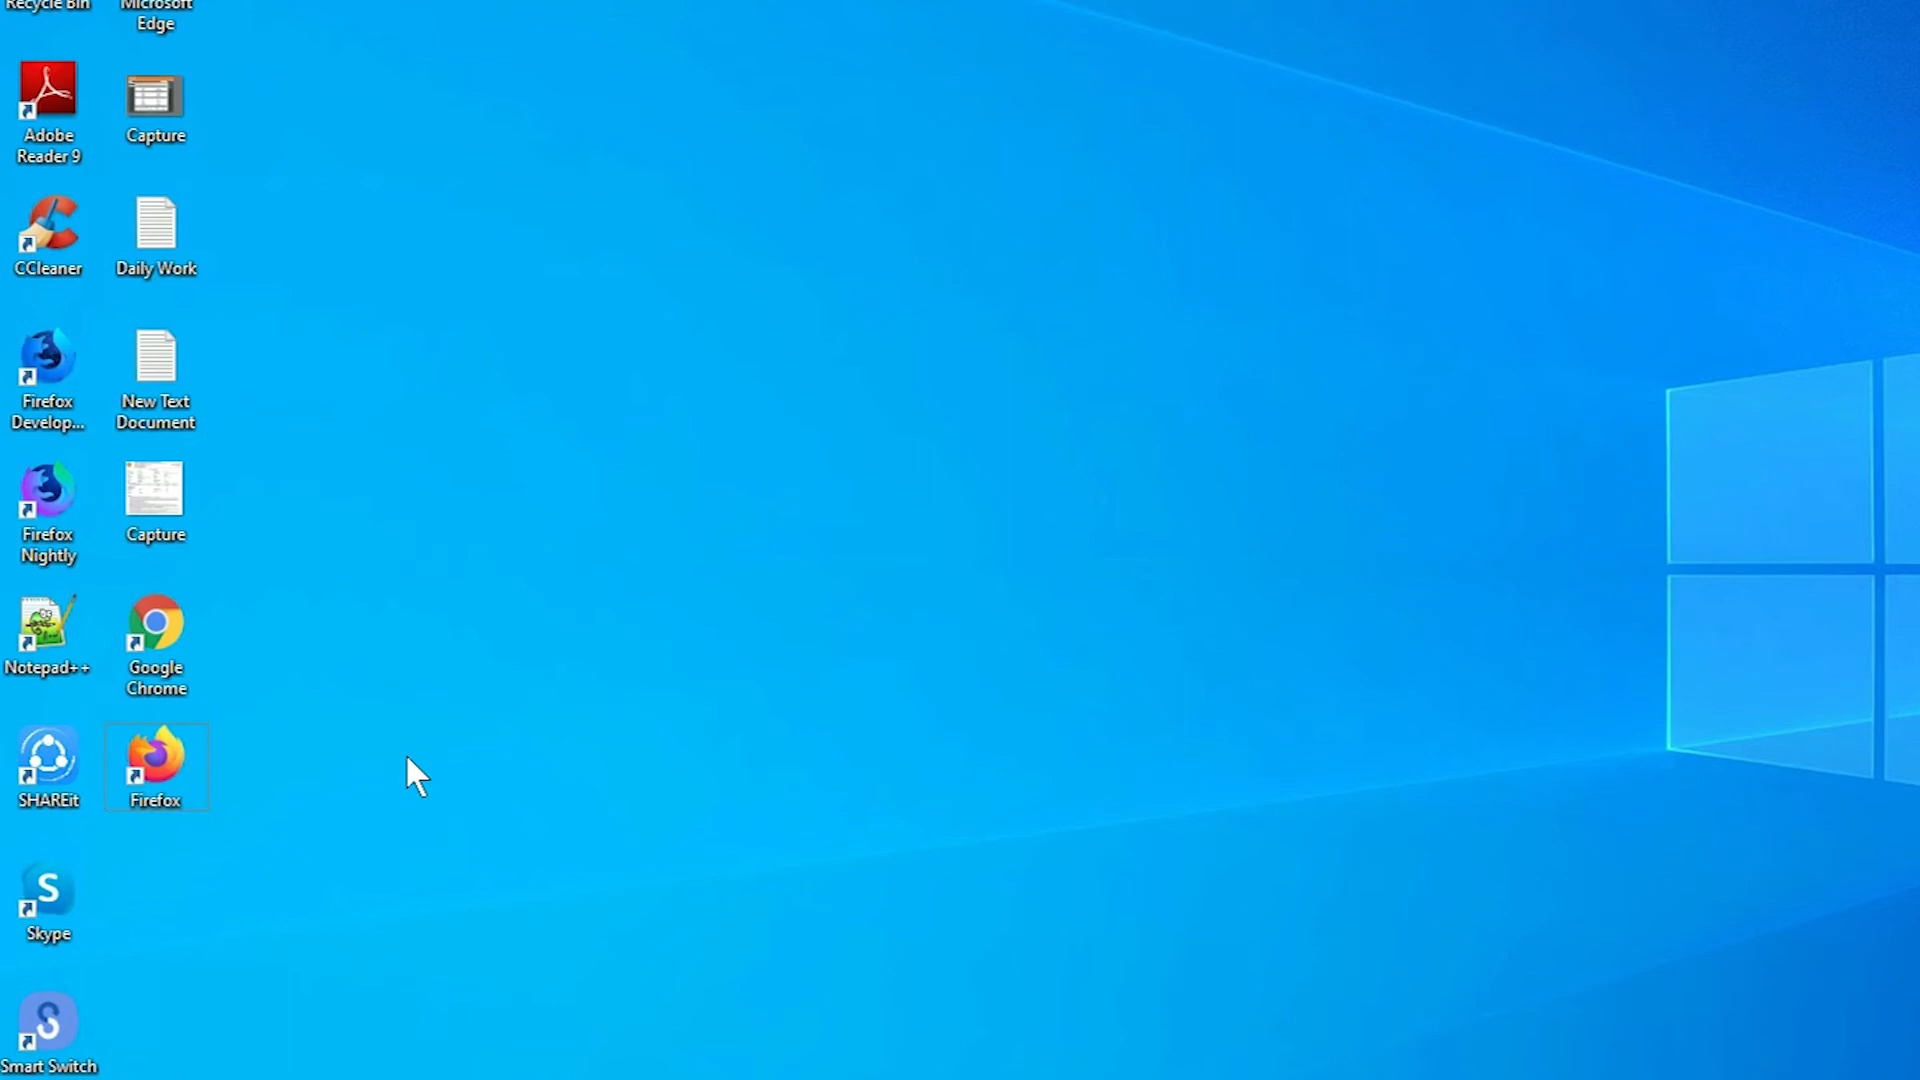 Recycle Bin
Microsoft
Edge
Adobe
Reader 9
Capture
CCleaner
Daily Work
Firefox
Develop...
New Text
Document
Firefox
Nightly
Capture
Notepad++
Google
Chrome
SHAREit
Firefox
S
Skype
Smart Switch